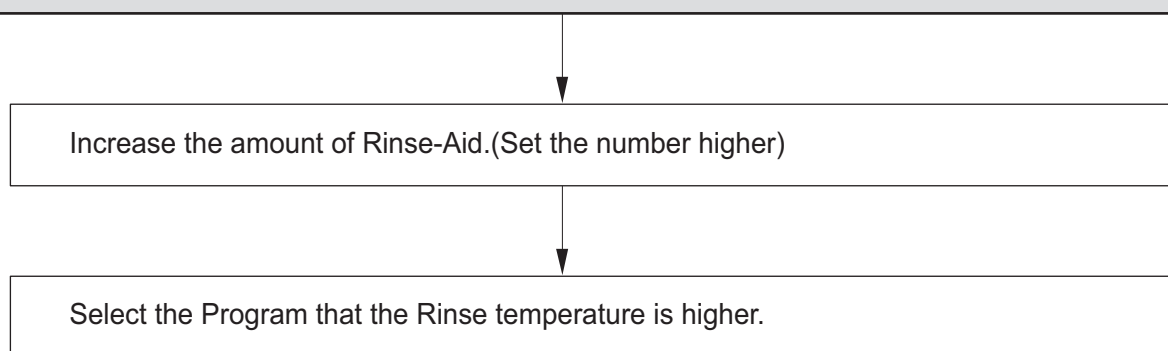 Increase the amount of Rinse-Aid.(Set the number higher)
Select the Program that the Rinse temperature is higher.